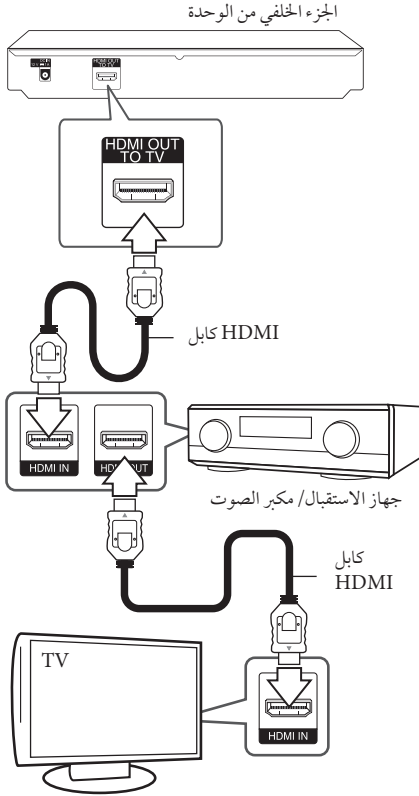 الجزء الخلفي من الوحدة
HDMI OUT
TO TV
HDMI OUT
TO TV
كابل HDMI
HDMI IN
جهاز الاستقبال/ مكبر الصوت
كابل
HDMI
TV
HDMI IN